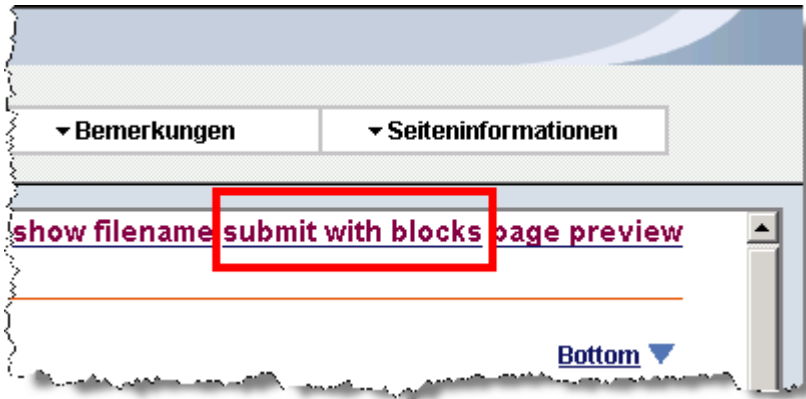 Bemerkungen Seiteninformationen
show filename submit with blocks page preview
Bottom